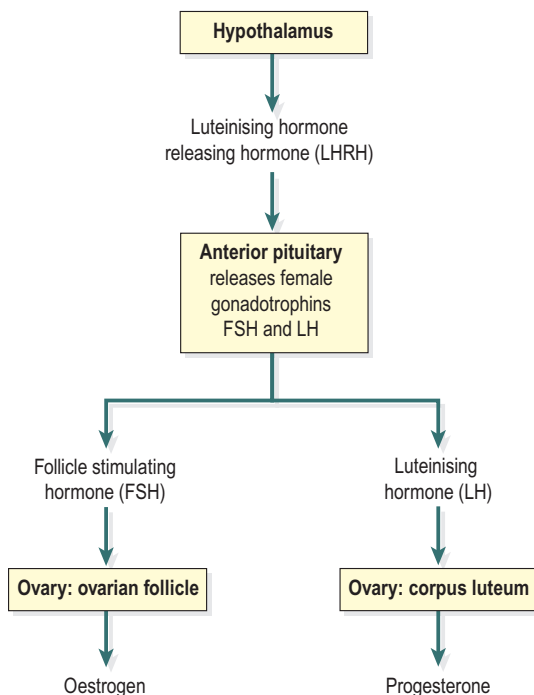 Hypothalamus
Luteinising hormone
releasing hormone (LHRH)
Anterior pituitary
releases female
gonadotrophins
FSH and LH
Follicle stimulating
hormone (FSH)
Luteinising
hormone (LH)
Ovary: ovarian follicle
Ovary: corpus luteum
Oestrogen
Progesterone